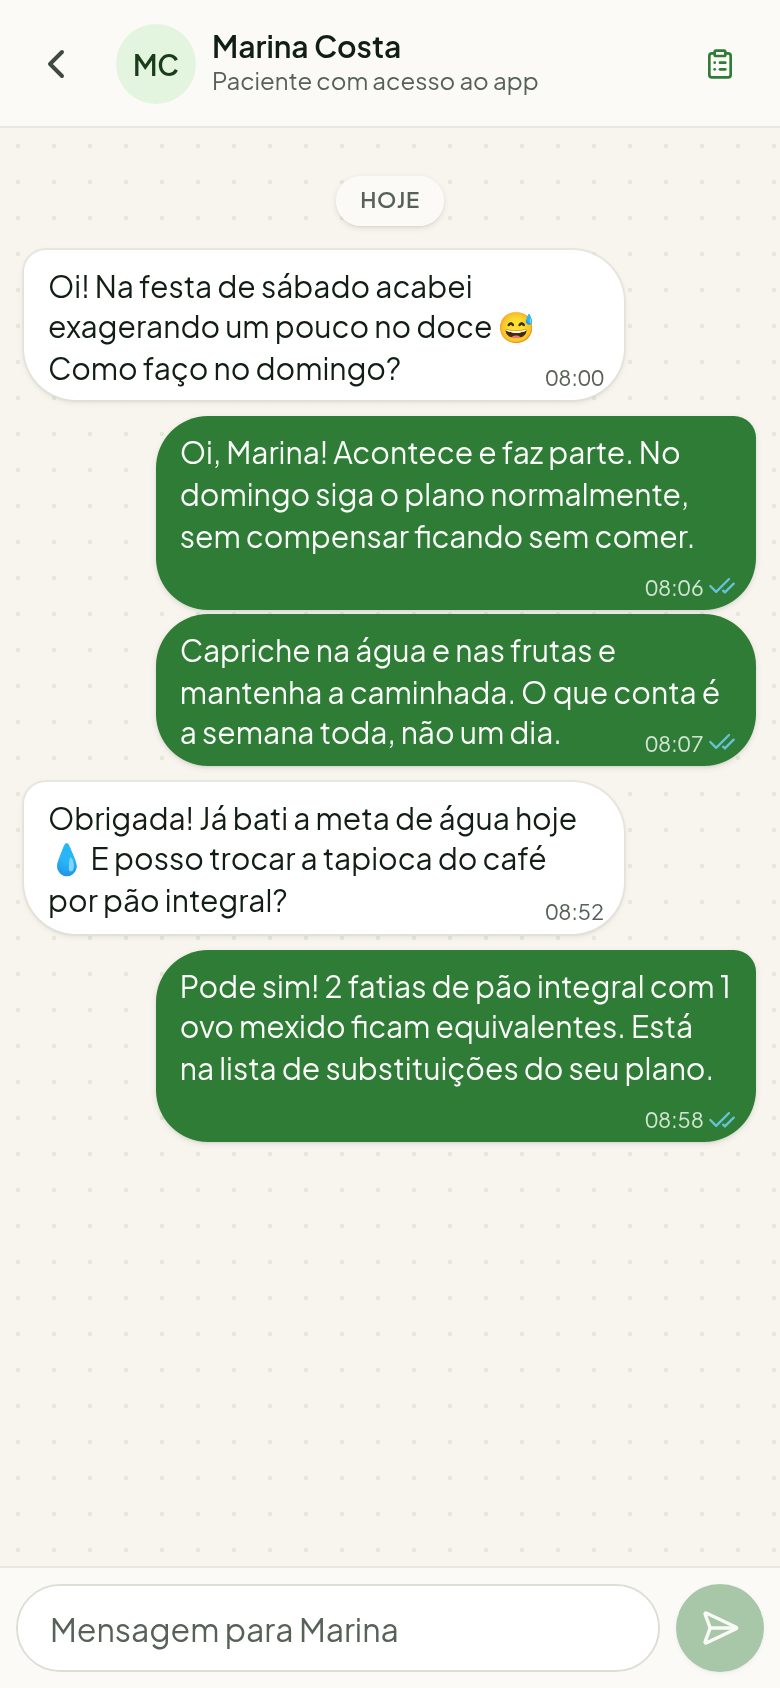 MC
Marina Costa
Paciente com acesso ao app
HOJE
Oi! Na festa de sábado acabei
exagerando um pouco no doce 😅
Como faço no domingo?
08:00
Oi, Marina! Acontece e faz parte. No
domingo siga o plano normalmente,
sem compensar ficando sem comer.
08:06
Capriche na água e nas frutas e
mantenha a caminhada. O que conta é
a semana toda, não um dia.
08:07
Obrigada! Já bati a meta de água hoje
💧 E posso trocar a tapioca do café
por pão integral?
08:52
Pode sim! 2 fatias de pão integral com 1
ovo mexido ficam equivalentes. Está
na lista de substituições do seu plano.
08:58
Mensagem para Marina